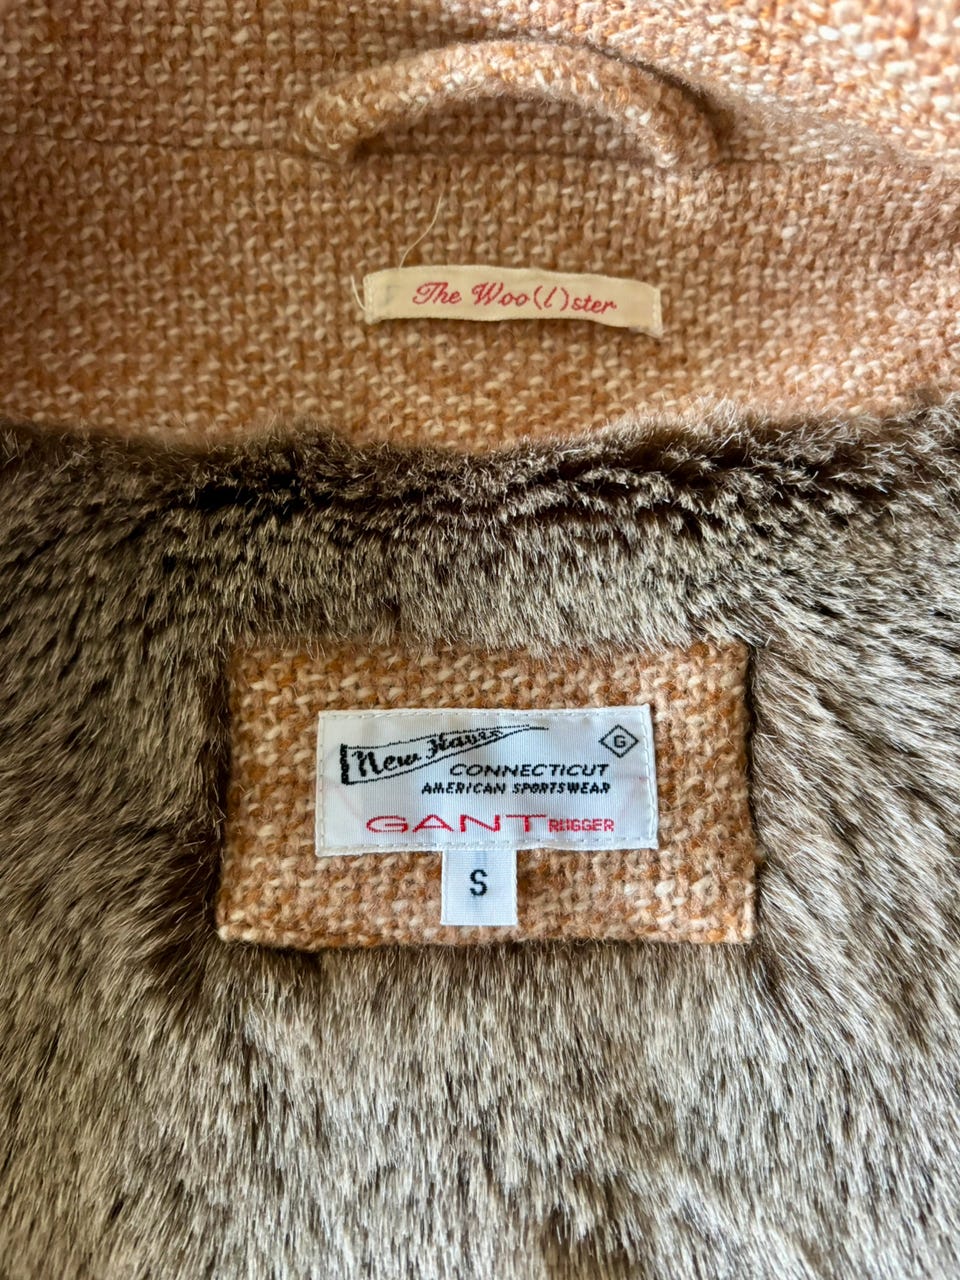 The Woo(l)ster
New Haven
G
CONNECTICUT
AMERICAN SPORTSWEAR
GANT RUGGER
S